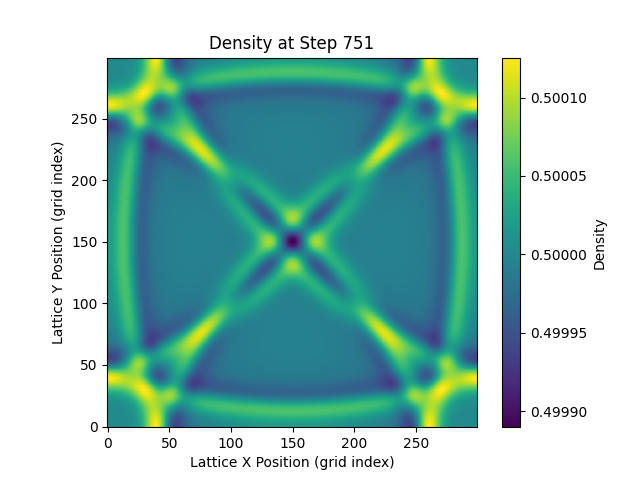 Density at Step 751
Lattice Y Position (grid index)
250
200
150
100
50
0
0 50 100 150 200 250
Lattice X Position (grid index)
0.50010
0.50005
0.50000
0.49995
0.49990
Density